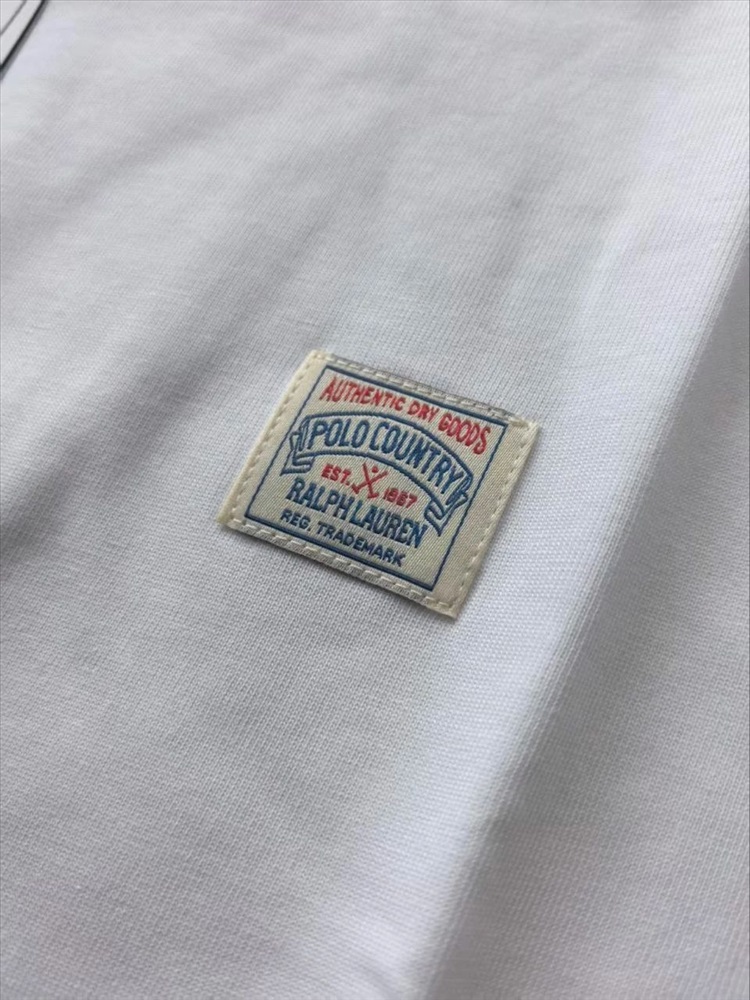 AUTHENTIC DRY GOODS
POLO COUNTRY
EST. 1967
RALPH LAUREN
REG. TRADEMARK